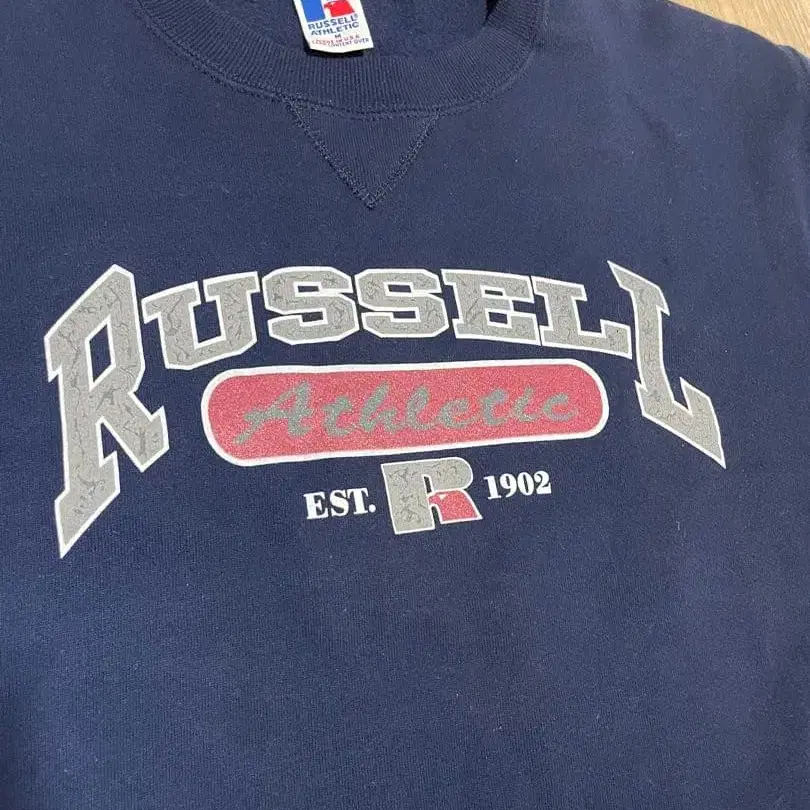 RUSSELL
ATHLETIC
M
RUSSELL
Athletic
EST. R 1902